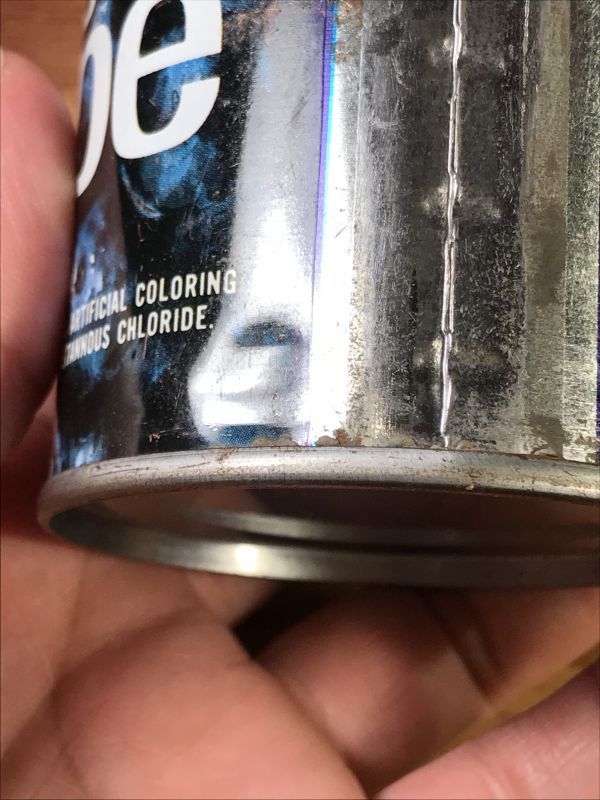 be
ARTIFICIAL COLORING
STANNOUS CHLORIDE.